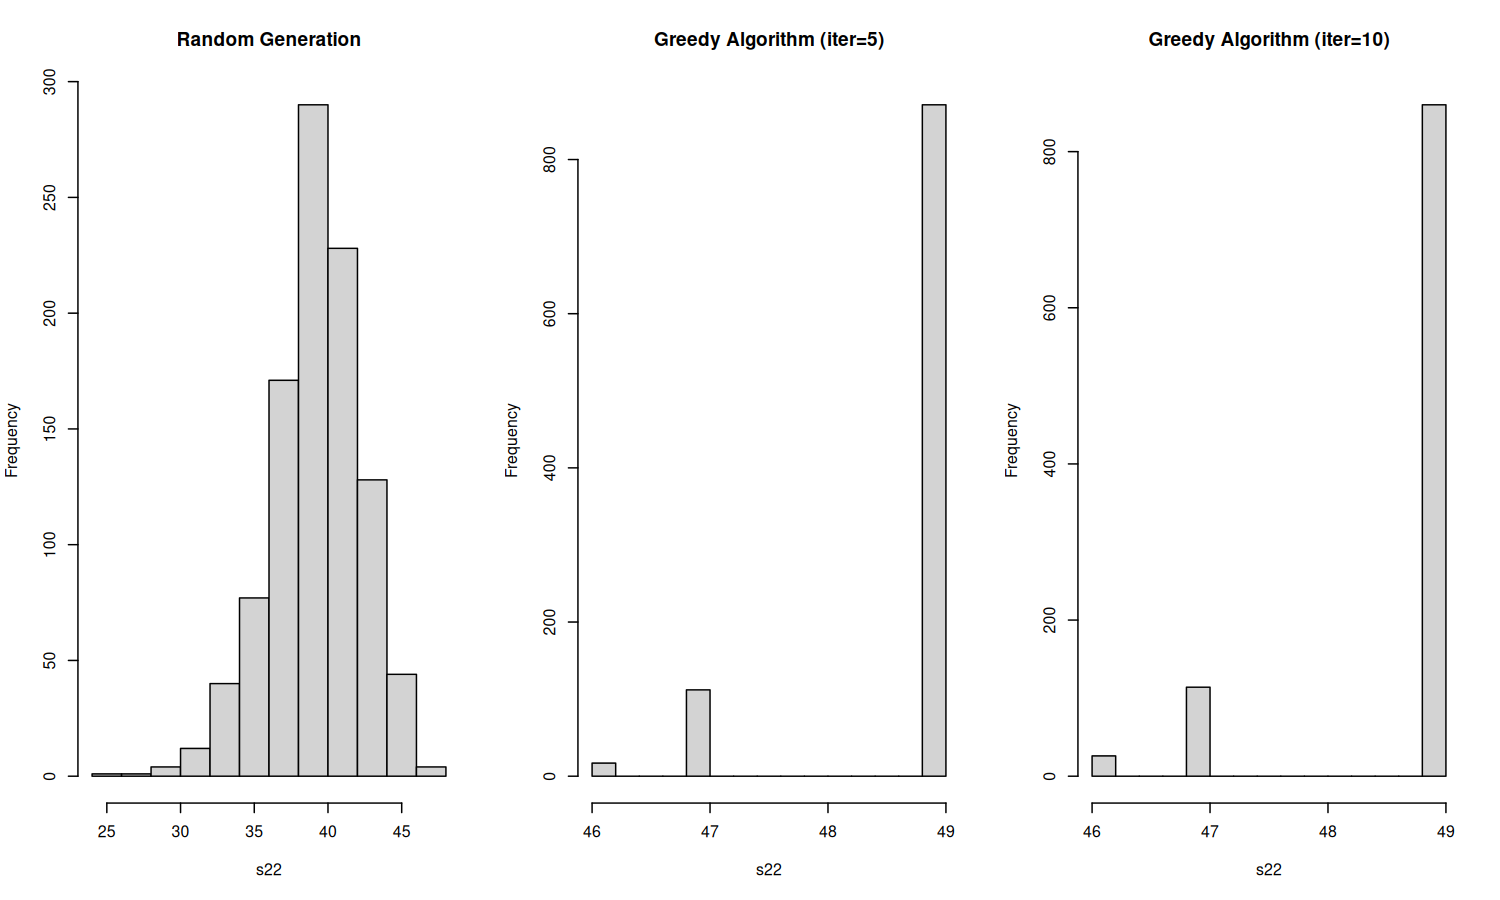 Random Generation
Frequency
300
250
200
150
100
50
0
25 30 35 40 45
s22
Greedy Algorithm (iter=5)
Frequency
800
600
400
200
0
46 47 48 49
s22
Greedy Algorithm (iter=10)
Frequency
800
600
400
200
0
46 47 48 49
s22